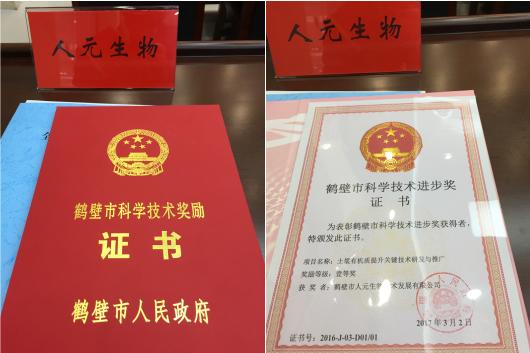 人元生物
鹤壁市科学技术奖励
证书
鹤壁市人民政府
人元生物
鹤壁市科学技术进步奖
证书
为表彰鹤壁市科学技术进步奖获得者，
特颁发此证书。
项目名称：土壤有机质提升关键技术研发与推广
奖励等级：壹等奖
获 奖 者：鹤壁市人元生物技术发展有限公司
2017年3月2日
证书号：2016-J-03-D01/01